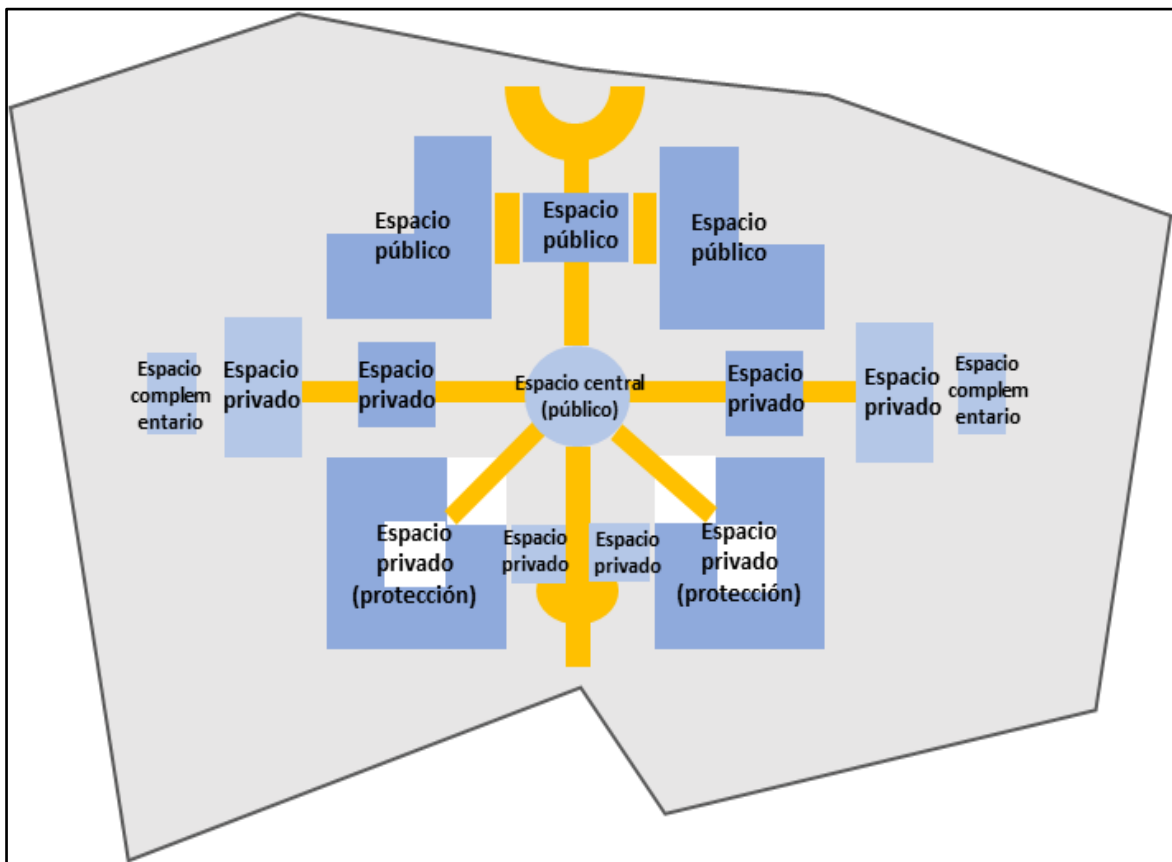 Espacio
público
Espacio
público
Espacio
público
Espacio
complem
entario
Espacio
privado
Espacio
privado
Espacio central
(público)
Espacio
privado
Espacio
privado
Espacio
complem
entario
Espacio
privado
(protección)
Espacio
privado
Espacio
privado
Espacio
privado
(protección)